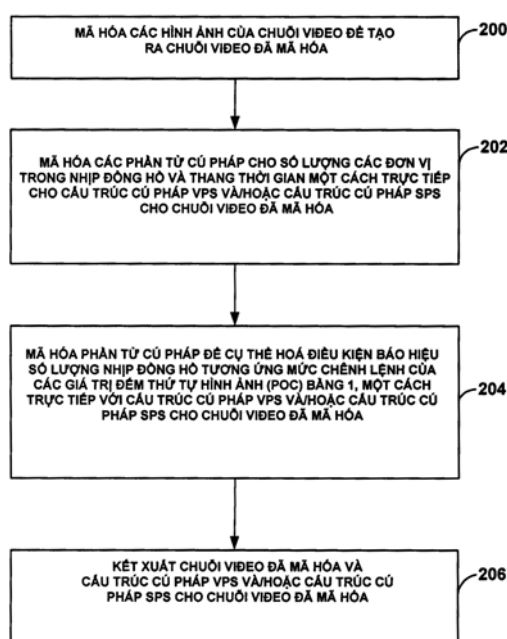 MÃ HÓA CÁC HÌNH ẢNH CỦA CHUỖI VIĐEO ĐỂ TẠO
RA CHUỖI VIĐEO ĐÃ MÃ HÓA
200
MÃ HÓA CÁC PHẦN TỬ CÚ PHÁP CHO SỐ LƯỢNG CÁC ĐƠN VỊ
TRONG NHỊP ĐỒNG HỒ VÀ THANG THỜI GIAN MỘT CÁCH TRỰC TIẾP
CHO CẤU TRÚC CÚ PHÁP VPS VÀ/HOẶC CẤU TRÚC CÚ PHÁP SPS
CHO CHUỖI VIĐEO ĐÃ MÃ HÓA
202
MÃ HÓA PHẦN TỬ CÚ PHÁP ĐỂ CỤ THỂ HOÁ ĐIỀU KIỆN BÁO HIỆU
SỐ LƯỢNG NHỊP ĐỒNG HỒ TƯƠNG ỨNG MỨC CHÊNH LỆNH CỦA
CÁC GIÁ TRỊ ĐẾM THỨ TỰ HÌNH ẢNH (POC) BẰNG 1, MỘT CÁCH
TRỰC TIẾP VỚI CẤU TRÚC CÚ PHÁP VPS VÀ/HOẶC CẤU TRÚC CÚ
PHÁP SPS CHO CHUỖI VIĐEO ĐÃ MÃ HÓA
204
KẾT XUẤT CHUỖI VIĐEO ĐÃ MÃ HÓA VÀ
CẤU TRÚC CÚ PHÁP VPS VÀ/HOẶC CẤU TRÚC CÚ
PHÁP SPS CHO CHUỖI VIĐEO ĐÃ MÃ HÓA
206